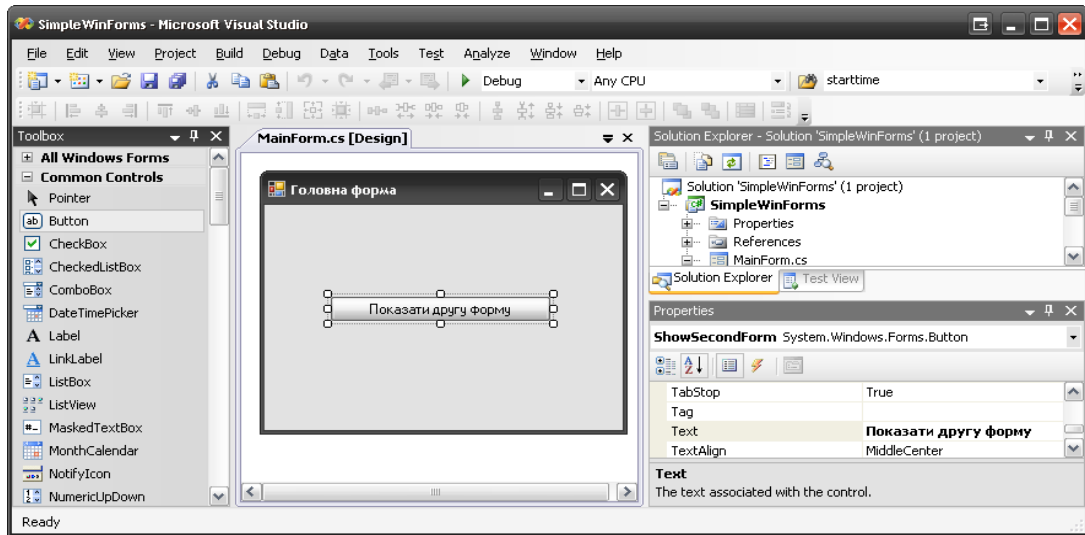 SimpleWinForms - Microsoft Visual Studio
File Edit View Project Build Debug Data Tools Test Analyze Window Help
Debug Any CPU starttime
Toolbox
All Windows Forms
Common Controls
Pointer
ab Button
CheckBox
CheckedListBox
ComboBox
DateTimePicker
A Label
A LinkLabel
ListBox
ListView
MaskedTextBox
MonthCalendar
NotifyIcon
NumericUpDown
MainForm.cs [Design]
Головна форма
Показати другу форму
Solution Explorer - Solution 'SimpleWinForms' (1 project)
Solution 'SimpleWinForms' (1 project)
SimpleWinForms
Properties
References
MainForm.cs
Solution Explorer Test View
Properties
ShowSecondForm System.Windows.Forms.Button
TabStop True
Tag
Text Показати другу форму
TextAlign MiddleCenter
Text
The text associated with the control.
Ready